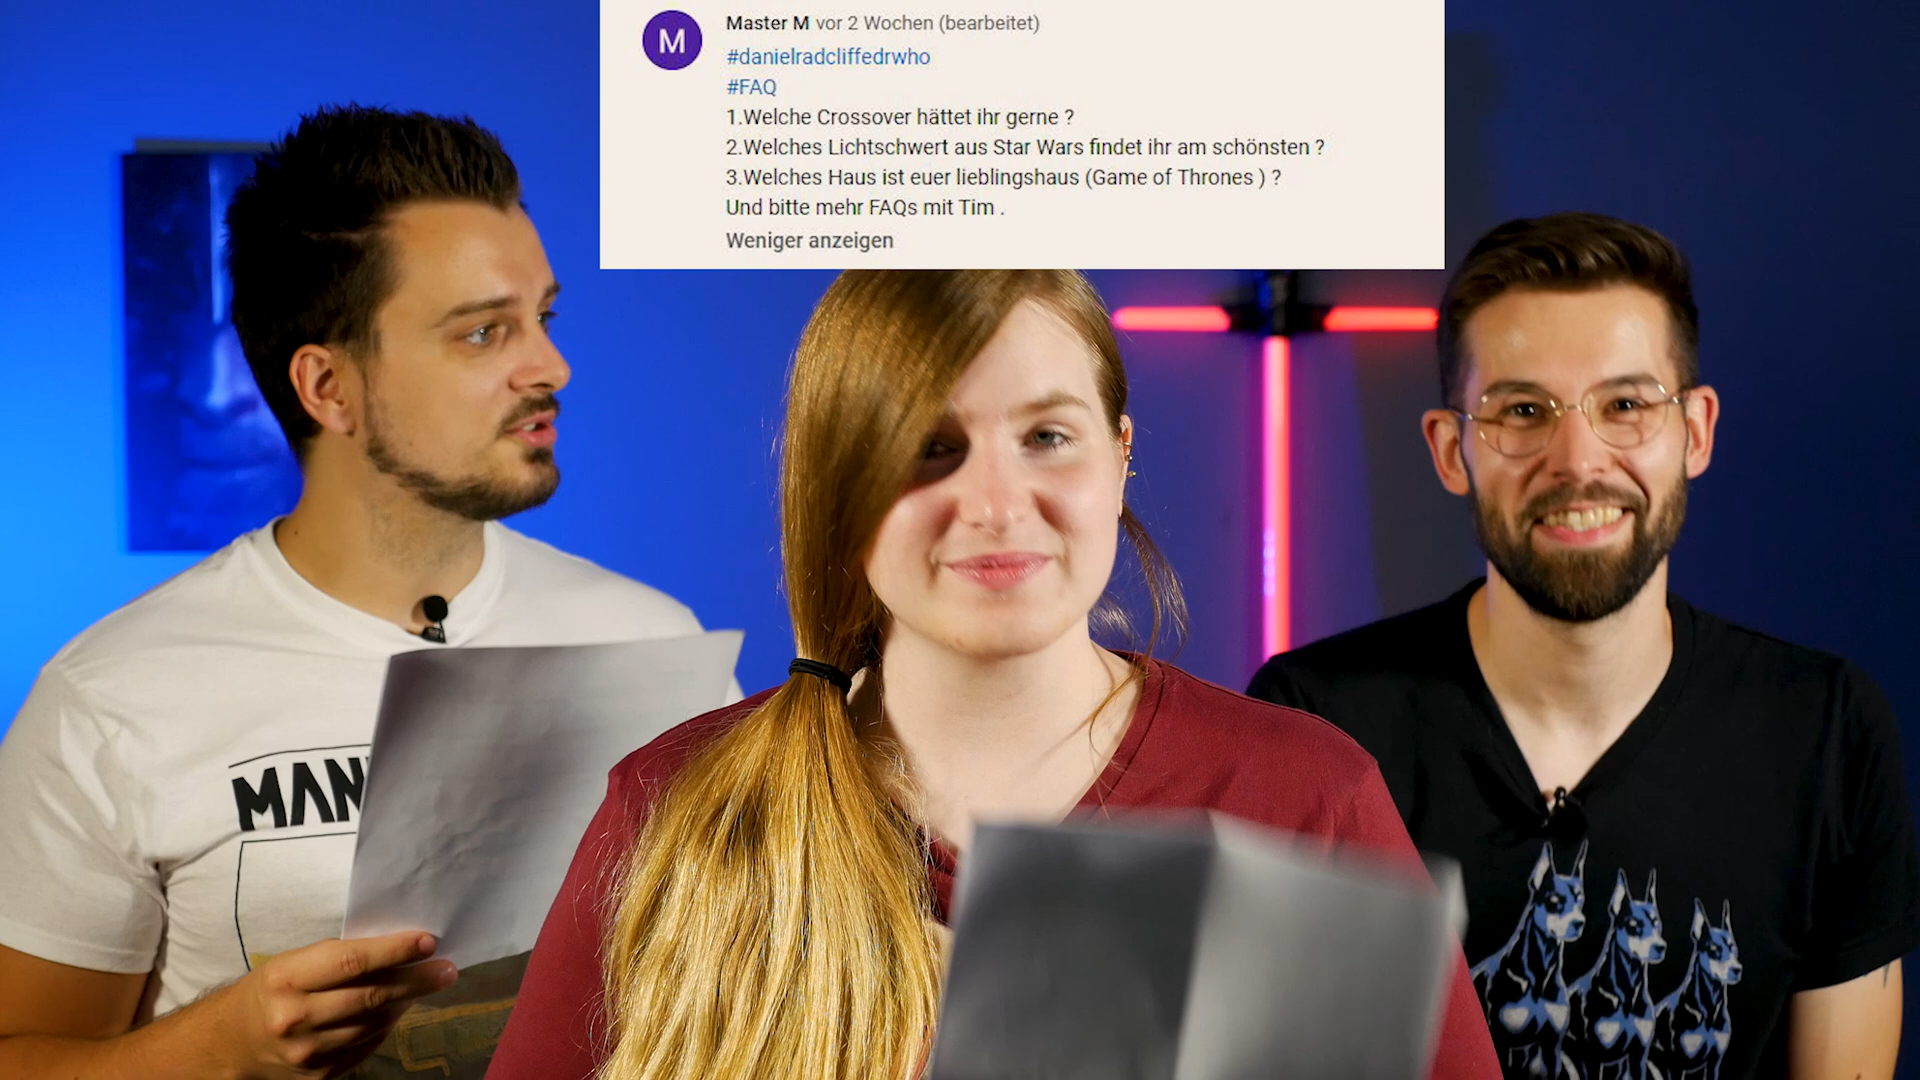 M
Master M vor 2 Wochen (bearbeitet)
#danielradcliffedrwho
#FAQ
1.Welche Crossover hättet ihr gerne ?
2.Welches Lichtschwert aus Star Wars findet ihr am schönsten ?
3.Welches Haus ist euer lieblingshaus (Game of Thrones ) ?
Und bitte mehr FAQs mit Tim .
Weniger anzeigen
MAN